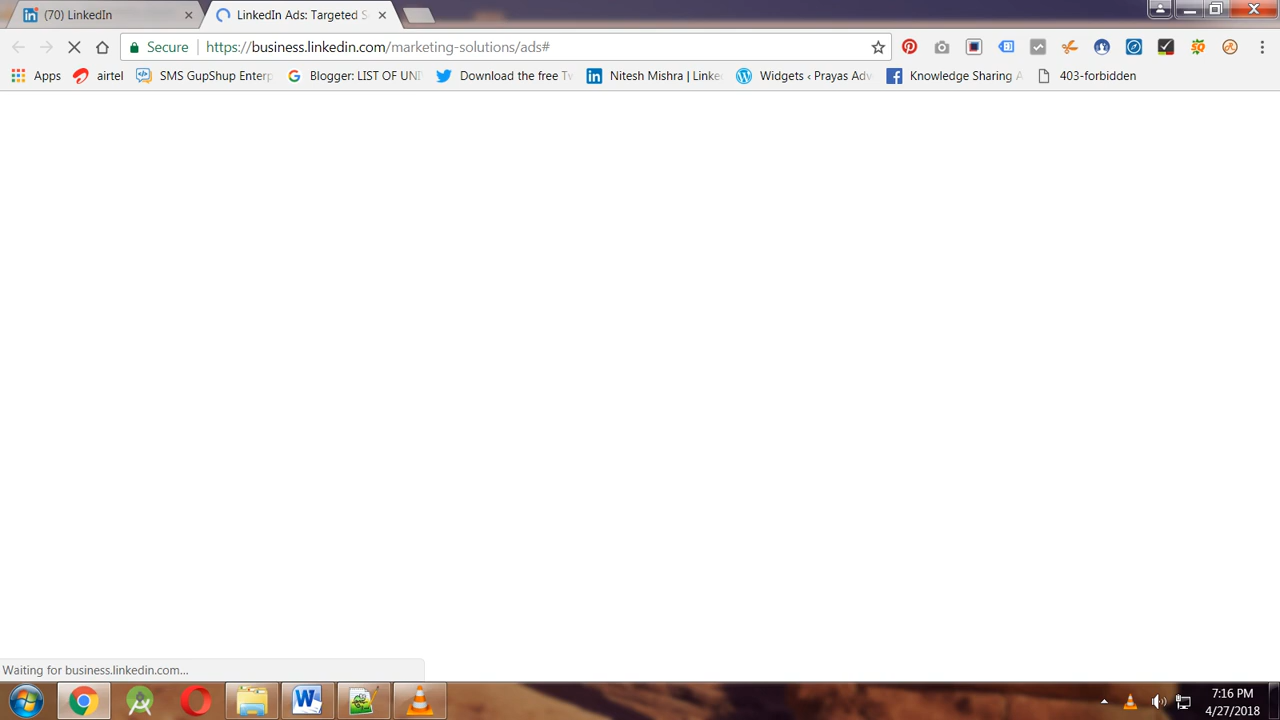 (70) LinkedIn
LinkedIn Ads: Targeted S
Secure https://business.linkedin.com/marketing-solutions/ads#
Apps airtel SMS GupShup Enterp Blogger: LIST OF UNI Download the free Tw Nitesh Mishra | Linke Widgets ‹ Prayas Adv Knowledge Sharing A 403-forbidden
Waiting for business.linkedin.com...
7:16 PM
4/27/2018